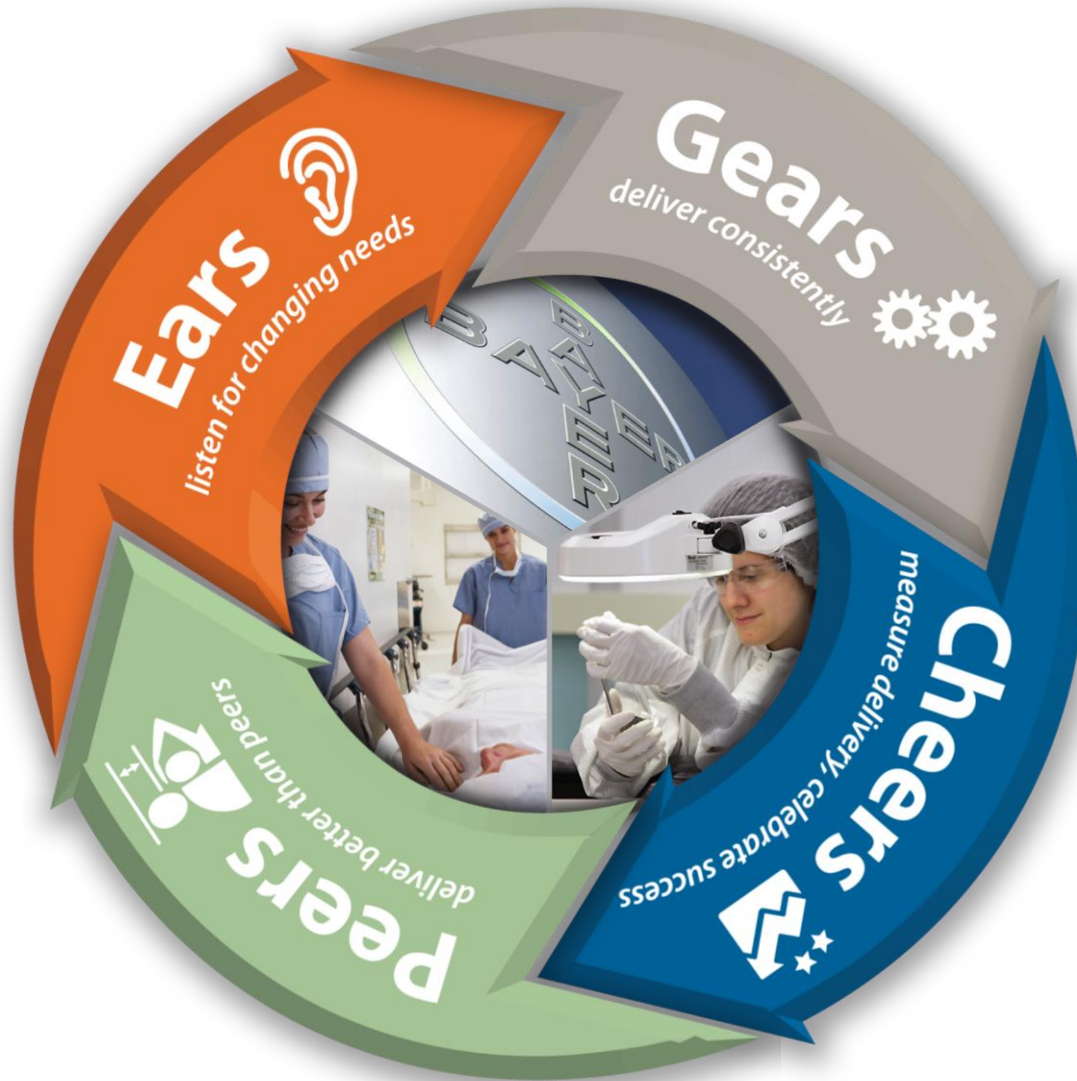 Ears
listen for changing needs
Gears
deliver consistently
Cheers
measure delivery, celebrate success
Peers
deliver better than peers
BAYER
BAYER